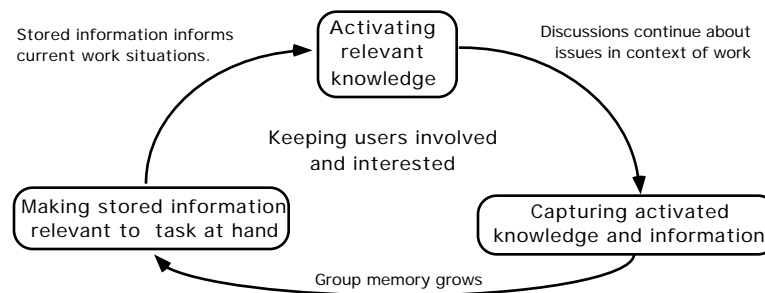 Stored information informs
current work situations.
Activating
relevant
knowledge
Discussions continue about
issues in context of work
Keeping users involved
and interested
Making stored information
relevant to task at hand
Capturing activated
knowledge and information
Group memory grows